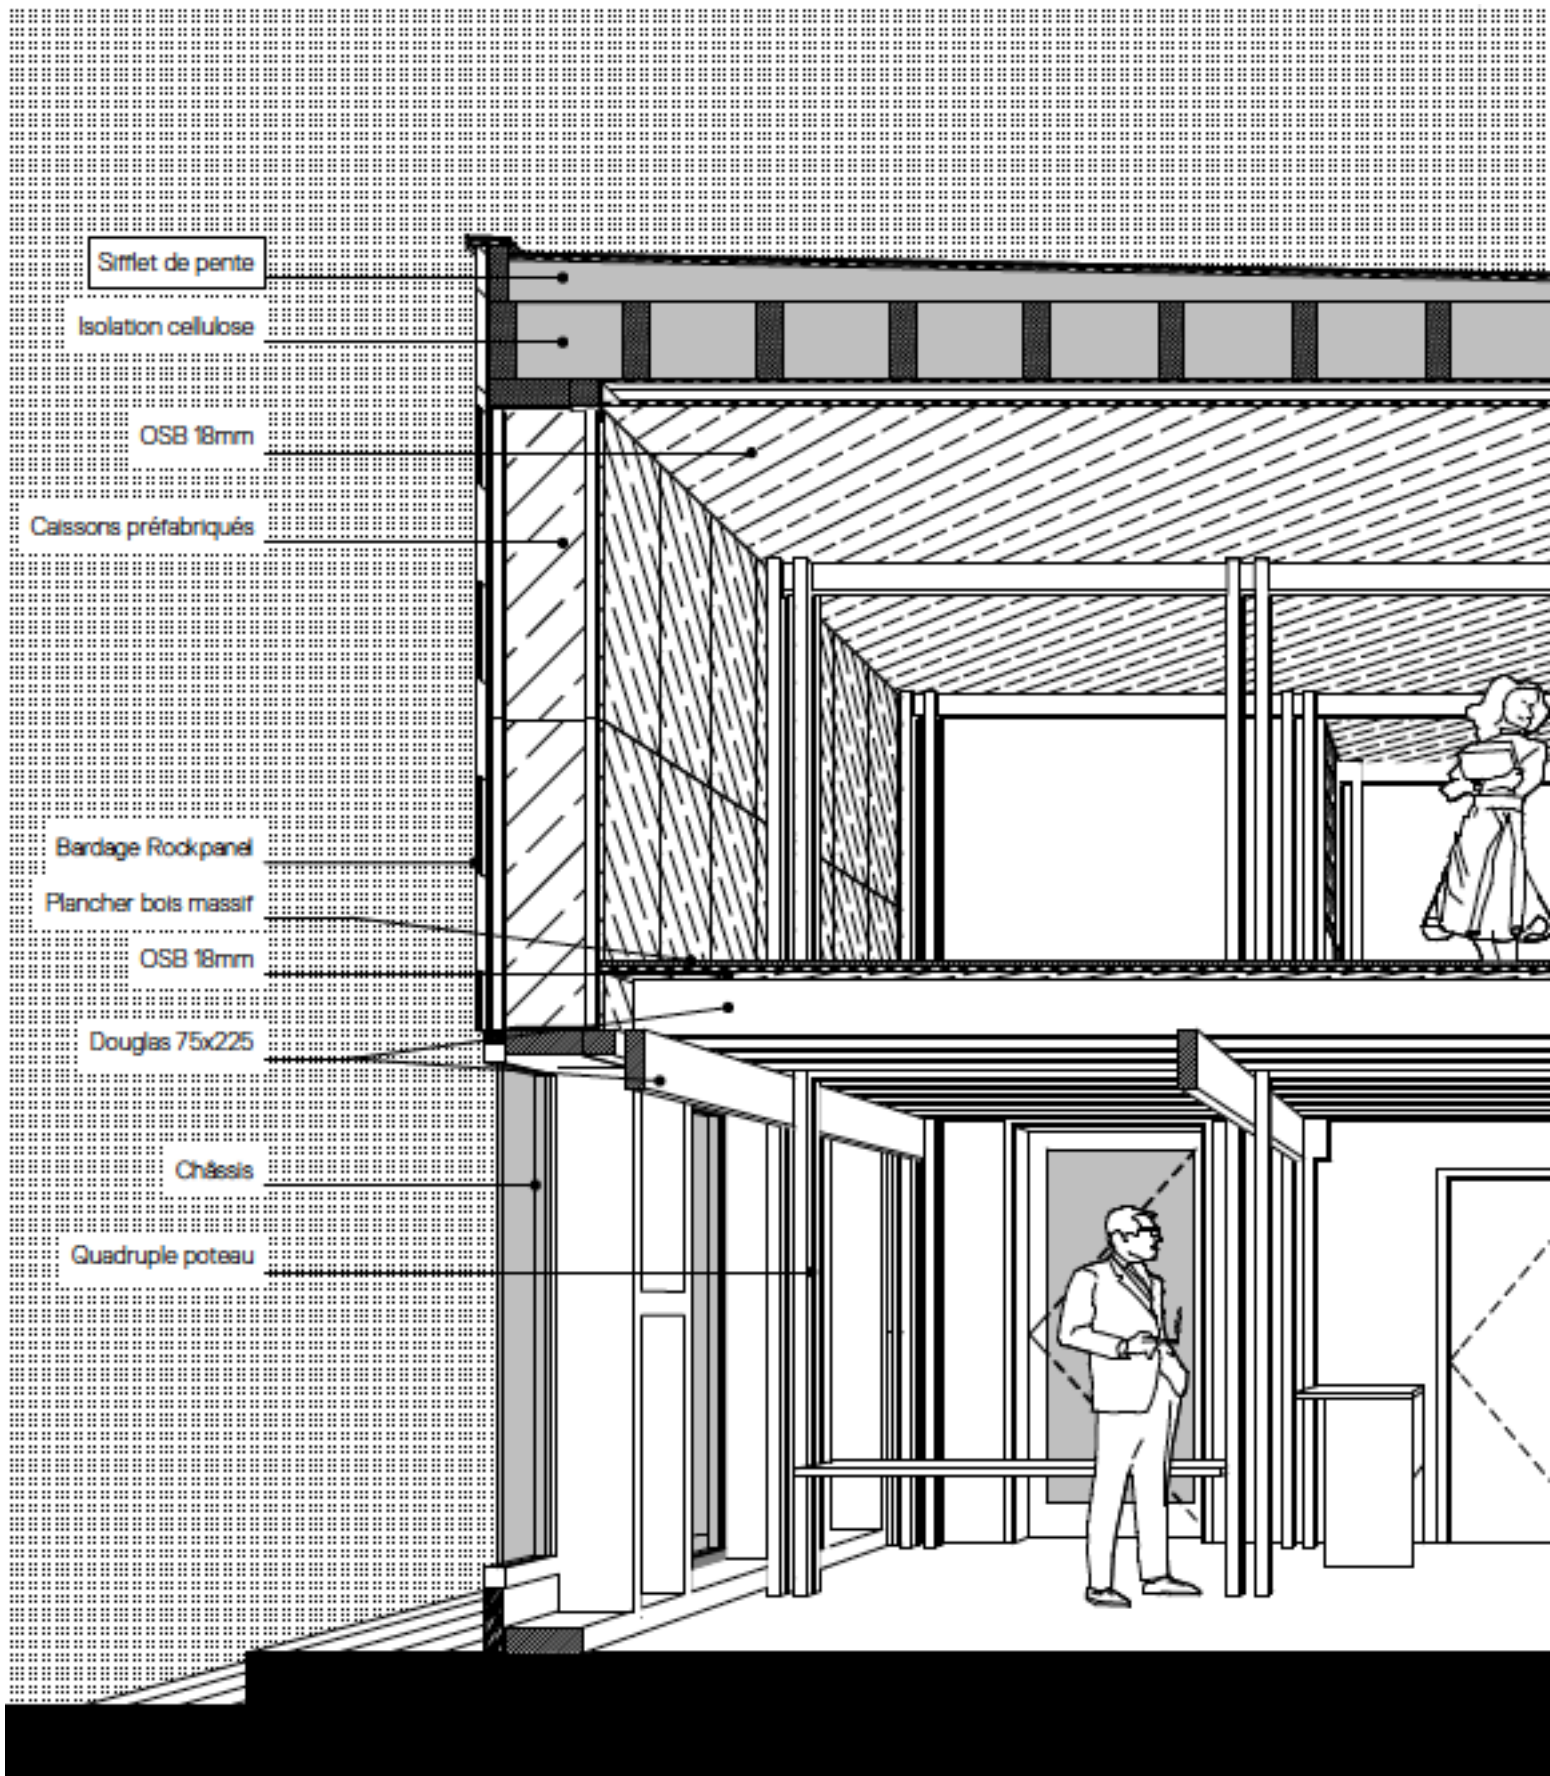 Sifflet de pente
Isolation cellulose
OSB 18mm
Caissons préfabriqués
Bardage Rockpanel
Plancher bois massif
OSB 18mm
Douglas 75x225
Châssis
Quadruple poteau